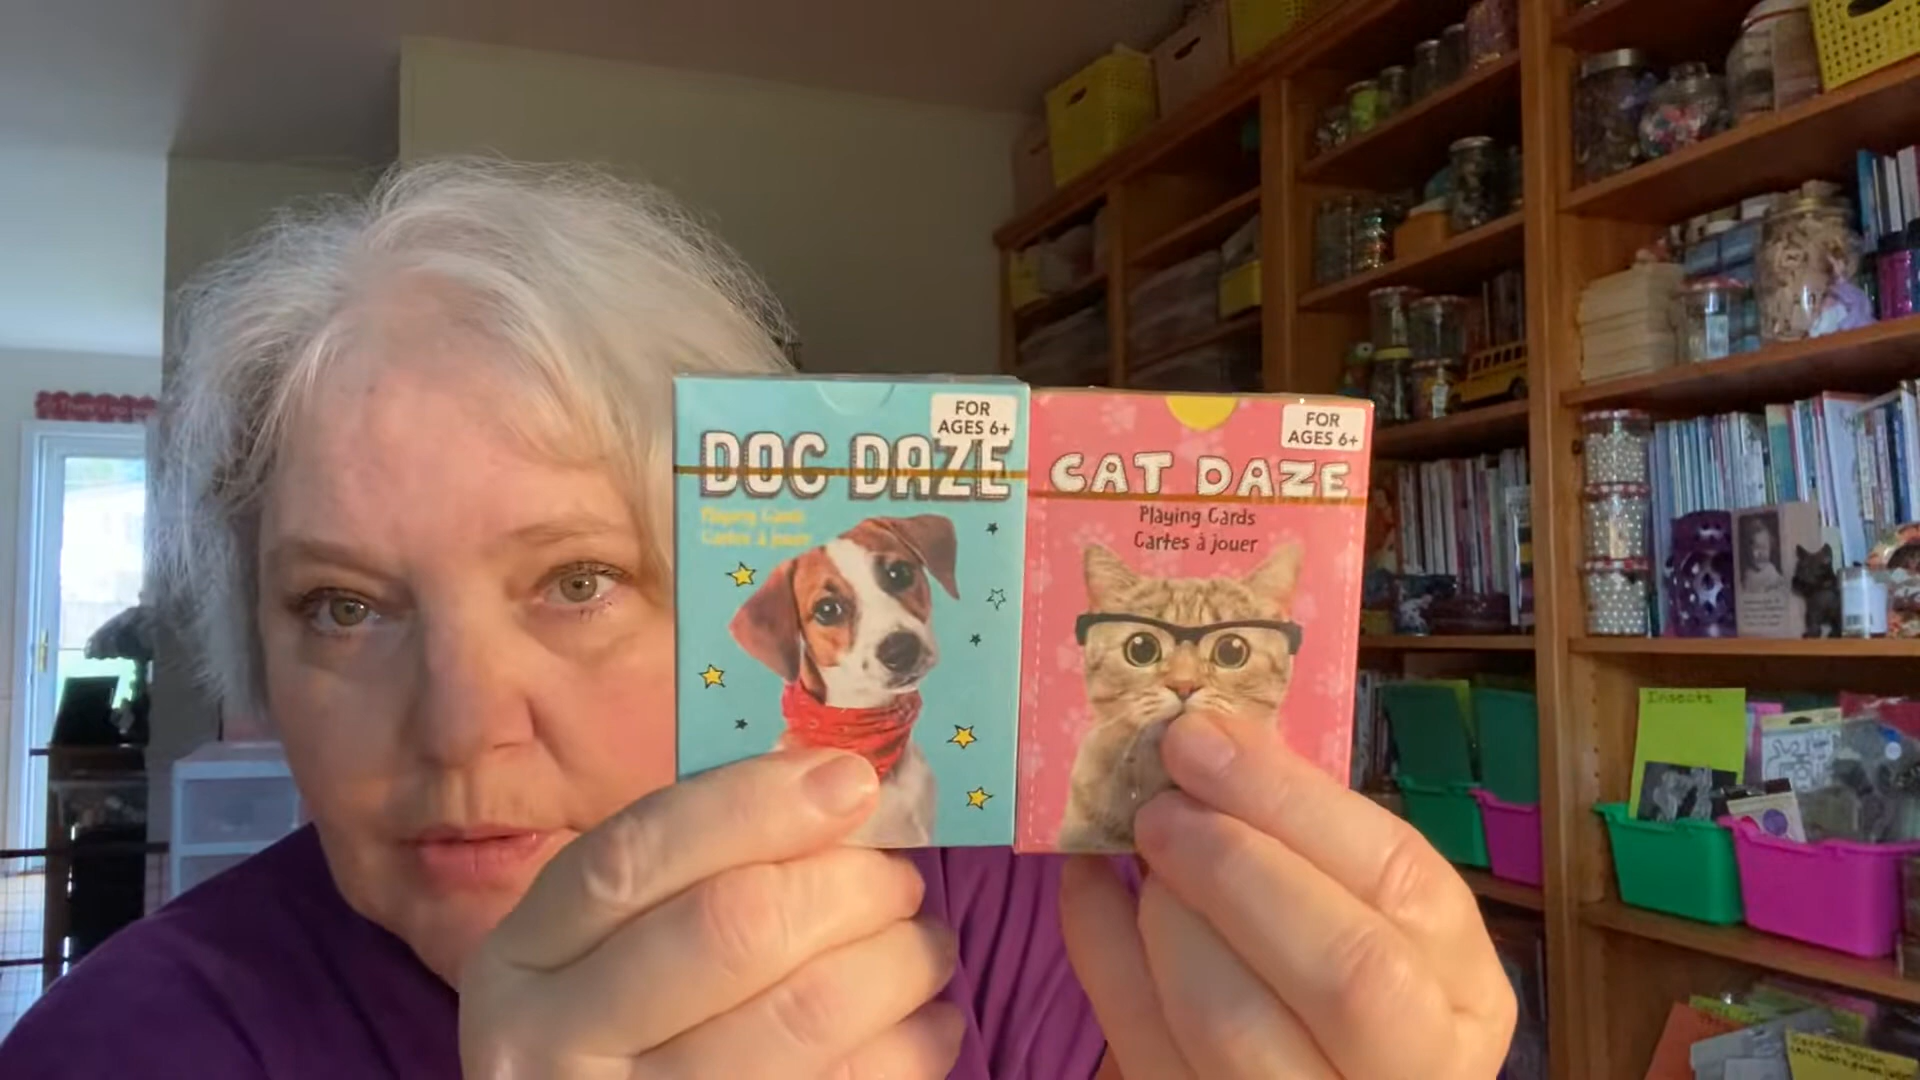 FOR
AGES 6+
DOG DAZE
Playing Cards
Cartes à jouer
FOR
AGES 6+
CAT DAZE
Playing Cards
Cartes à jouer
Insects